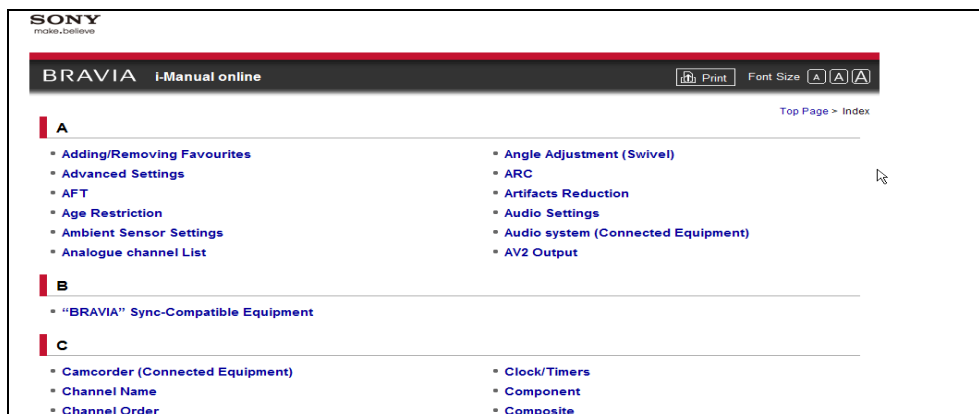 SONY
make.believe
BRAVIA i-Manual online
Print Font Size A A A
Top Page > Index
A
Adding/Removing Favourites
Advanced Settings
AFT
Age Restriction
Ambient Sensor Settings
Analogue channel List
Angle Adjustment (Swivel)
ARC
Artifacts Reduction
Audio Settings
Audio system (Connected Equipment)
AV2 Output
B
“BRAVIA” Sync-Compatible Equipment
C
Camcorder (Connected Equipment)
Channel Name
Channel Order
Clock/Timers
Component
Composite